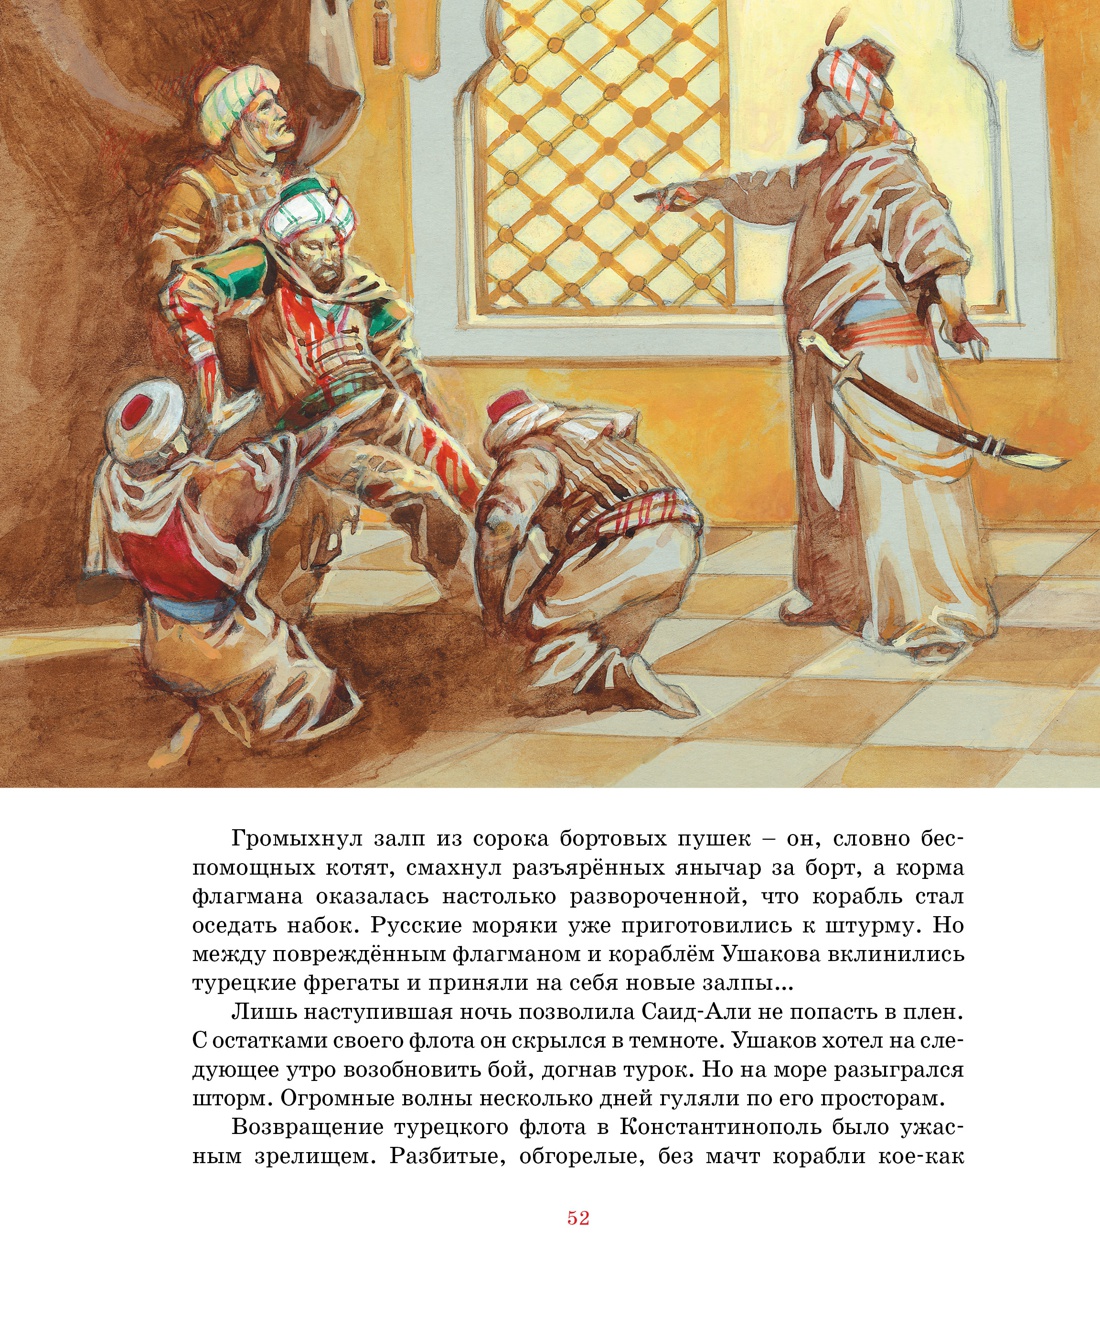 Громыхнул залп из сорока бортовых пушек – он, словно бес-
помощных котят, смахнул разъярённых янычар за борт, а корма
флагмана оказалась настолько развороченной, что корабль стал
оседать набок. Русские моряки уже приготовились к штурму. Но
между повреждённым флагманом и кораблём Ушакова вклинились
турецкие фрегаты и приняли на себя новые залпы...
Лишь наступившая ночь позволила Саид-Али не попасть в плен.
С остатками своего флота он скрылся в темноте. Ушаков хотел на сле-
дующее утро возобновить бой, догнав турок. Но на море разыгрался
шторм. Огромные волны несколько дней гуляли по его просторам.
Возвращение турецкого флота в Константинополь было ужас-
ным зрелищем. Разбитые, обгорелые, без мачт корабли кое-как
52